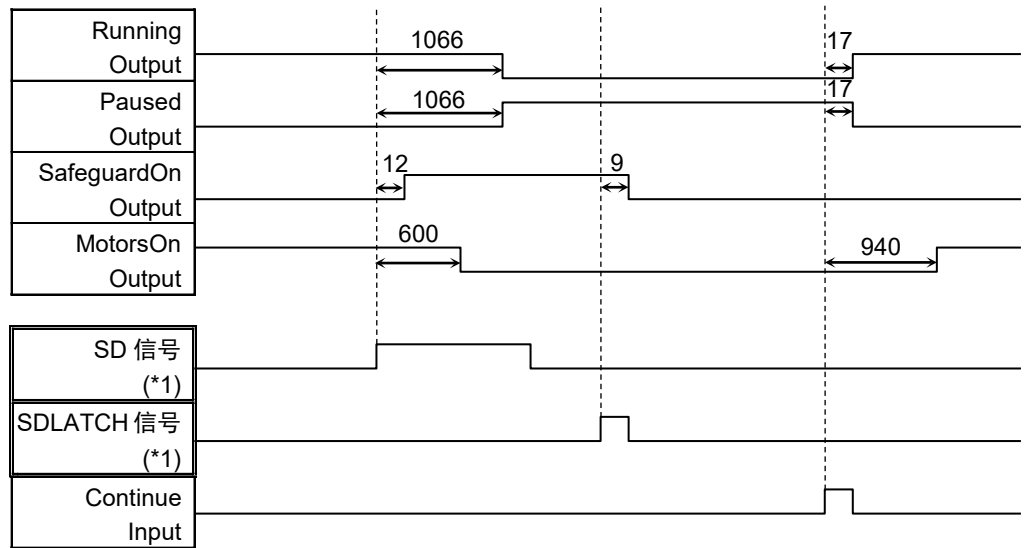 Running
Output
1066
17
Paused
Output
1066
17
SafeguardOn
Output
12
9
MotorsOn
Output
600
940
SD 信号
(*1)
SDLATCH 信号
(*1)
Continue
Input